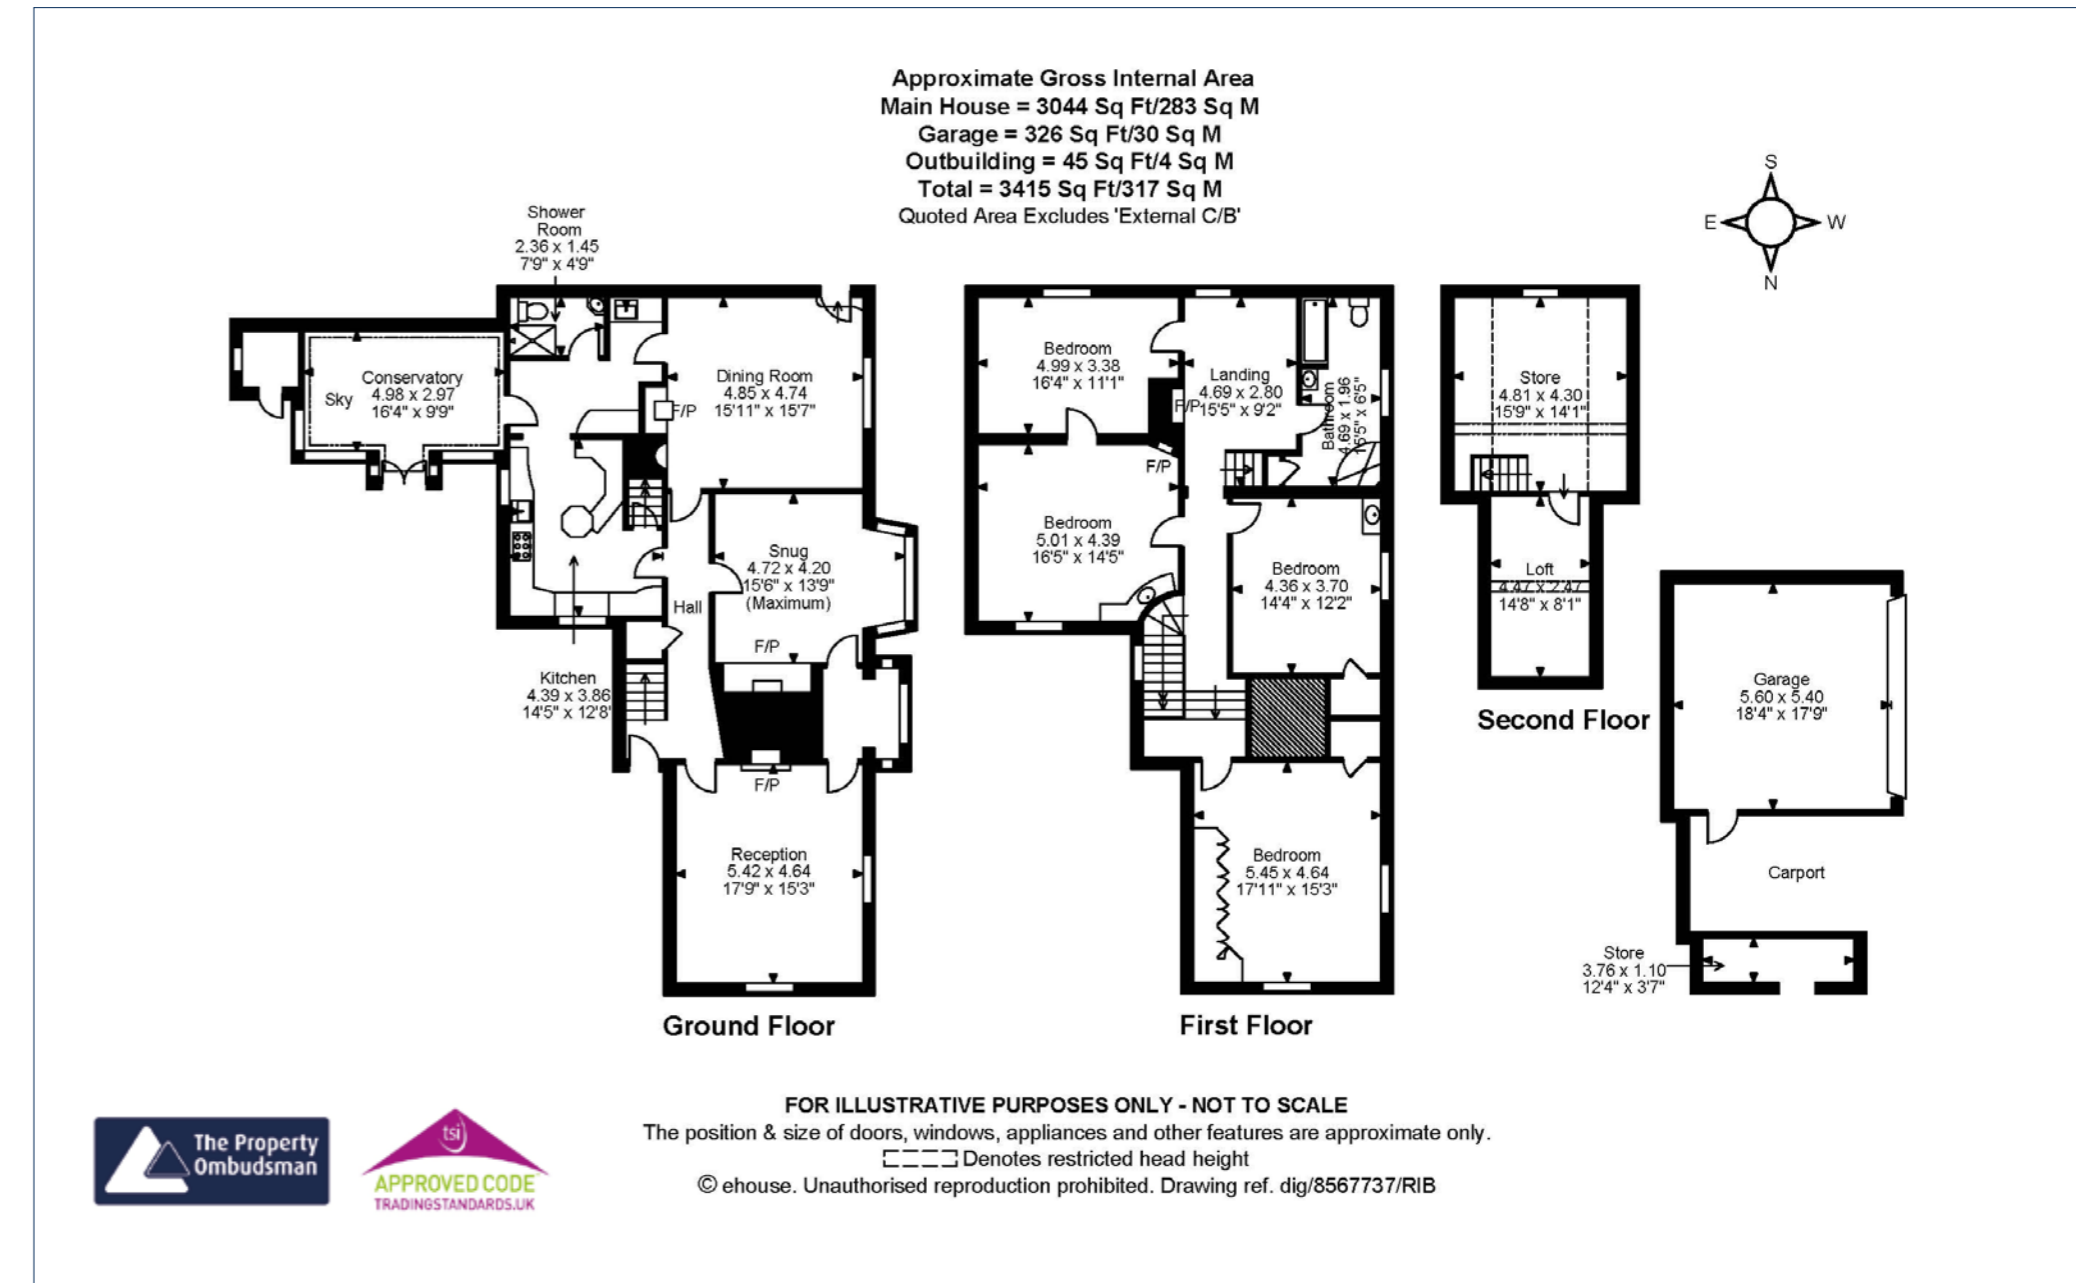 Approximate Gross Internal Area
Main House = 3044 Sq Ft/283 Sq M
Garage = 326 Sq Ft/30 Sq M
Outbuilding = 45 Sq Ft/4 Sq M
Total = 3415 Sq Ft/317 Sq M
Quoted Area Excludes 'External C/B'
S
E
W
N
Shower
Room
2.36 x 1.45
7'9" x 4'9"
Conservatory
4.98 x 2.97
16'4" x 9'9"
Sky
Dining Room
4.85 x 4.74
15'11" x 15'7"
F/P
Snug
4.72 x 4.20
15'6" x 13'9"
(Maximum)
F/P
Hall
Kitchen
4.39 x 3.86
14'5" x 12'8"
F/P
Reception
5.42 x 4.64
17'9" x 15'3"
Ground Floor
Bedroom
4.99 x 3.38
16'4" x 11'1"
Landing
4.69 x 2.80
15'5" x 9'2"
F/P
Bathroom
4.69 x 1.96
15'5" x 6'5"
F/P
Bedroom
5.01 x 4.39
16'5" x 14'5"
Bedroom
4.36 x 3.70
14'4" x 12'2"
Bedroom
5.45 x 4.64
17'11" x 15'3"
First Floor
Store
4.81 x 4.30
15'9" x 14'1"
Loft
4.47 x 2.47
14'8" x 8'1"
Second Floor
Garage
5.60 x 5.40
18'4" x 17'9"
Carport
Store
3.76 x 1.10
12'4" x 3'7"
FOR ILLUSTRATIVE PURPOSES ONLY - NOT TO SCALE
The position & size of doors, windows, appliances and other features are approximate only.
Denotes restricted head height
© ehouse. Unauthorised reproduction prohibited. Drawing ref. dig/8567737/RIB
The Property
Ombudsman
tsi
APPROVED CODE
TRADINGSTANDARDS.UK